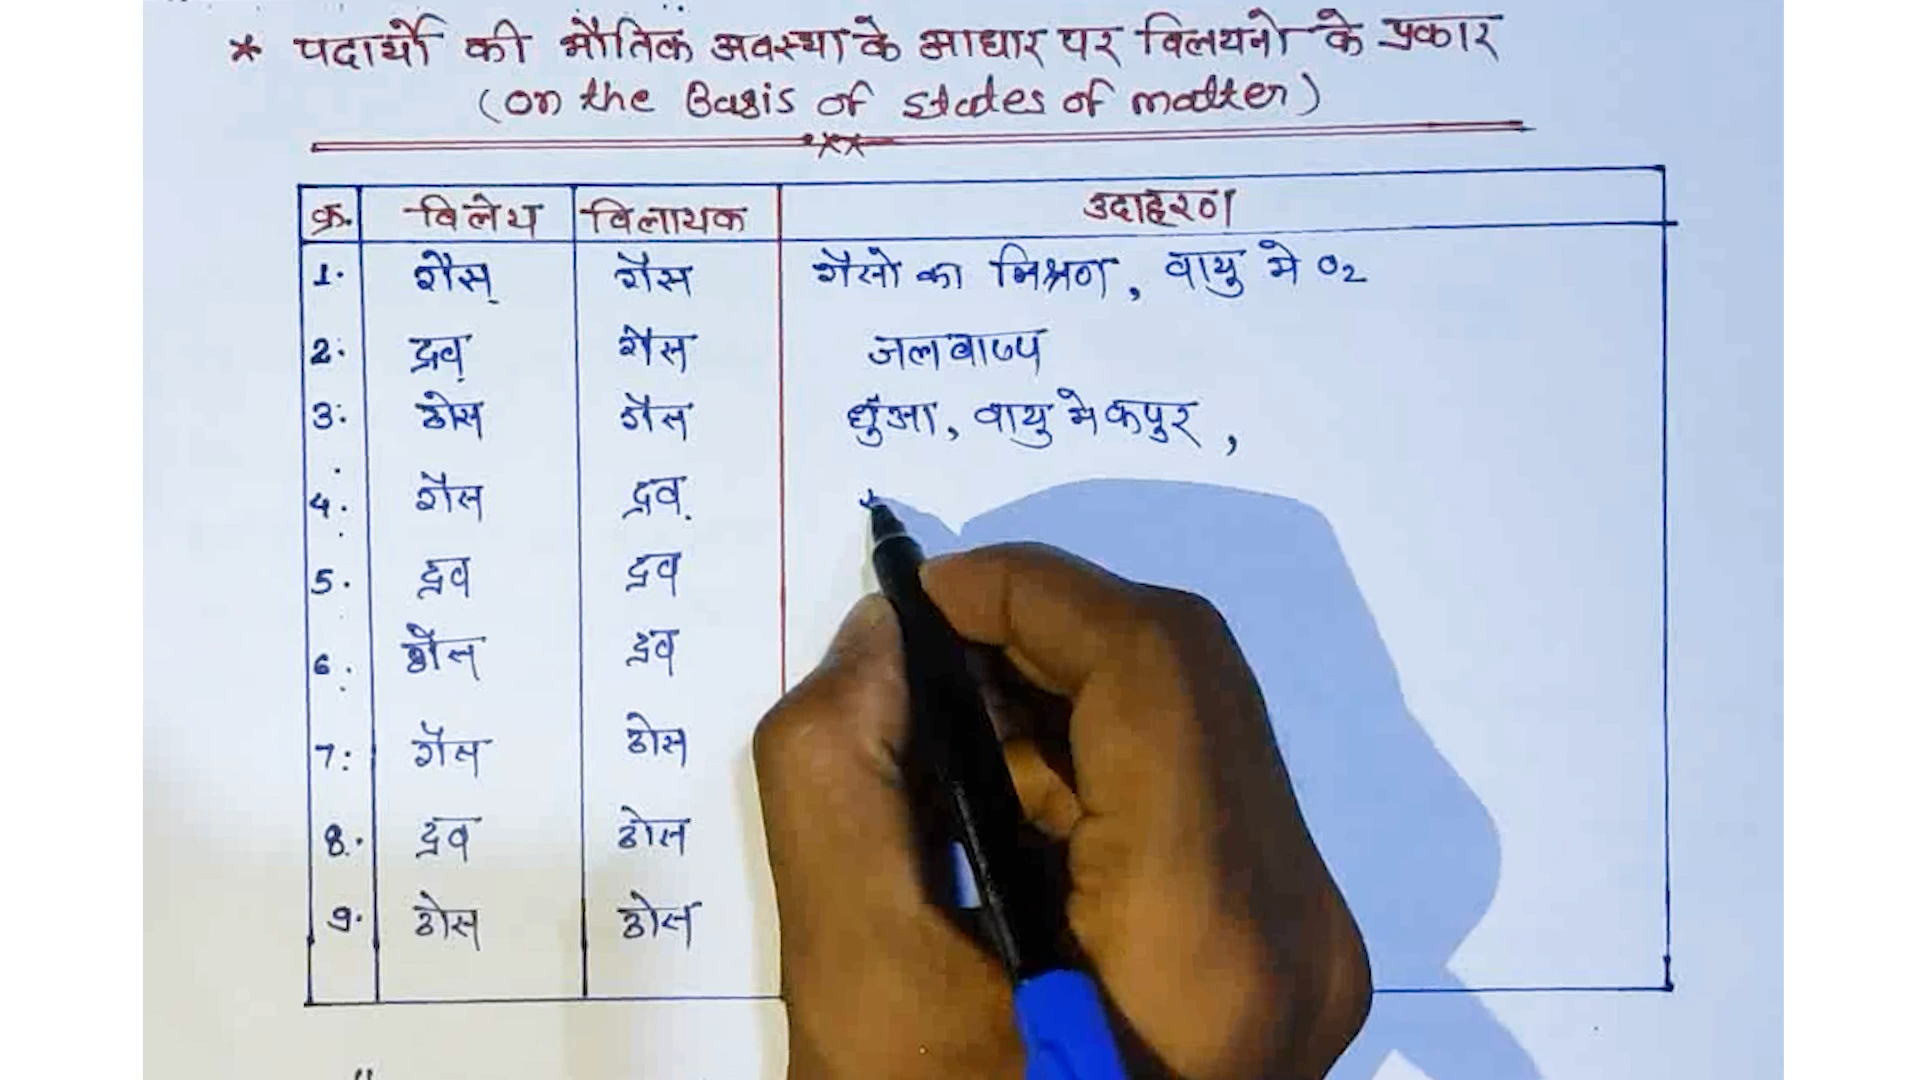 * पदार्थो की भौतिक अवस्था के आधार पर विलयनो के प्रकार
(on the Basis of states of matter)
क्र. विलेय विलायक उदाहरण
1. गैस गैस गैसो का मिश्रण, वायु मे O2
2. द्रव गैस जलवाष्प
3. ठोस गैस धुँआ, वायु मे कपुर,
4. गैस द्रव
5. द्रव द्रव
6. ठोस द्रव
7. गैस ठोस
8. द्रव ठोस
9. ठोस ठोस